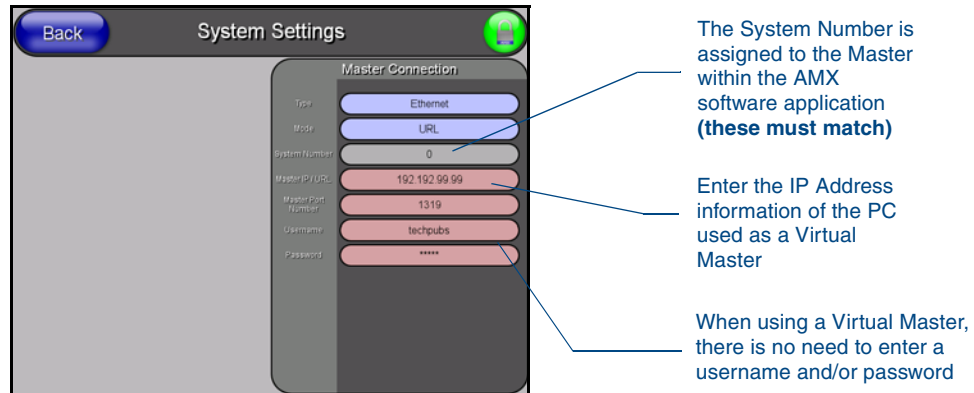 Back
System Settings
Master Connection
Type
Ethernet
Mode
URL
System Number
0
Master IP / URL
192.192.99.99
Master Port
Number
1319
Username
techpubs
Password
*****
The System Number is
assigned to the Master
within the AMX
software application
(these must match)
Enter the IP Address
information of the PC
used as a Virtual
Master
When using a Virtual Master,
there is no need to enter a
username and/or password